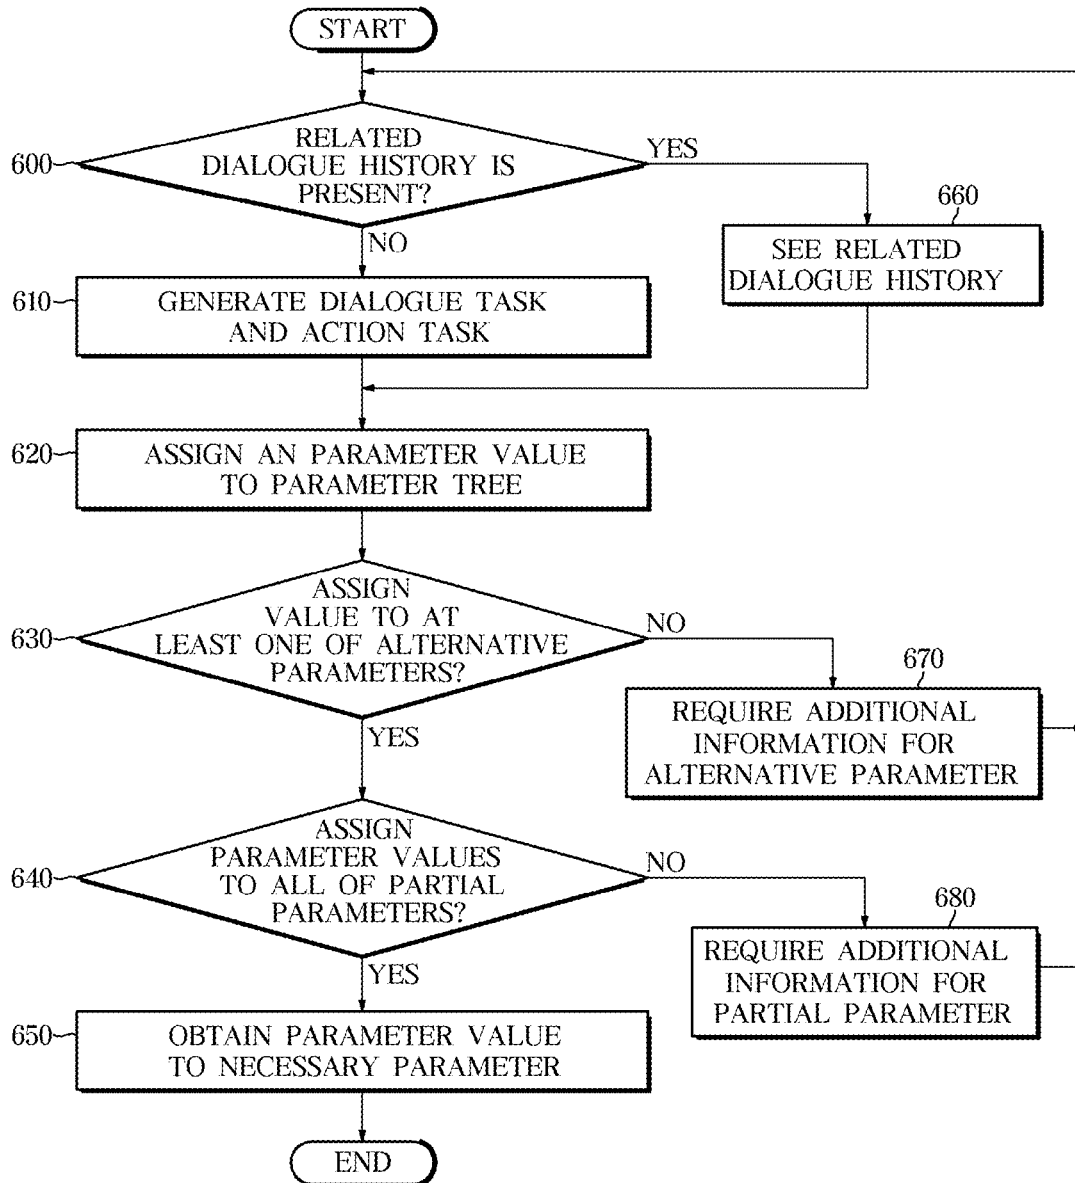 START
600
RELATED
DIALOGUE HISTORY IS
PRESENT?
YES
NO
660
SEE RELATED
DIALOGUE HISTORY
610
GENERATE DIALOGUE TASK
AND ACTION TASK
620
ASSIGN AN PARAMETER VALUE
TO PARAMETER TREE
630
ASSIGN
VALUE TO AT
LEAST ONE OF ALTERNATIVE
PARAMETERS?
NO
YES
670
REQUIRE ADDITIONAL
INFORMATION FOR
ALTERNATIVE PARAMETER
640
ASSIGN
PARAMETER VALUES
TO ALL OF PARTIAL
PARAMETERS?
NO
YES
680
REQUIRE ADDITIONAL
INFORMATION FOR
PARTIAL PARAMETER
650
OBTAIN PARAMETER VALUE
TO NECESSARY PARAMETER
END